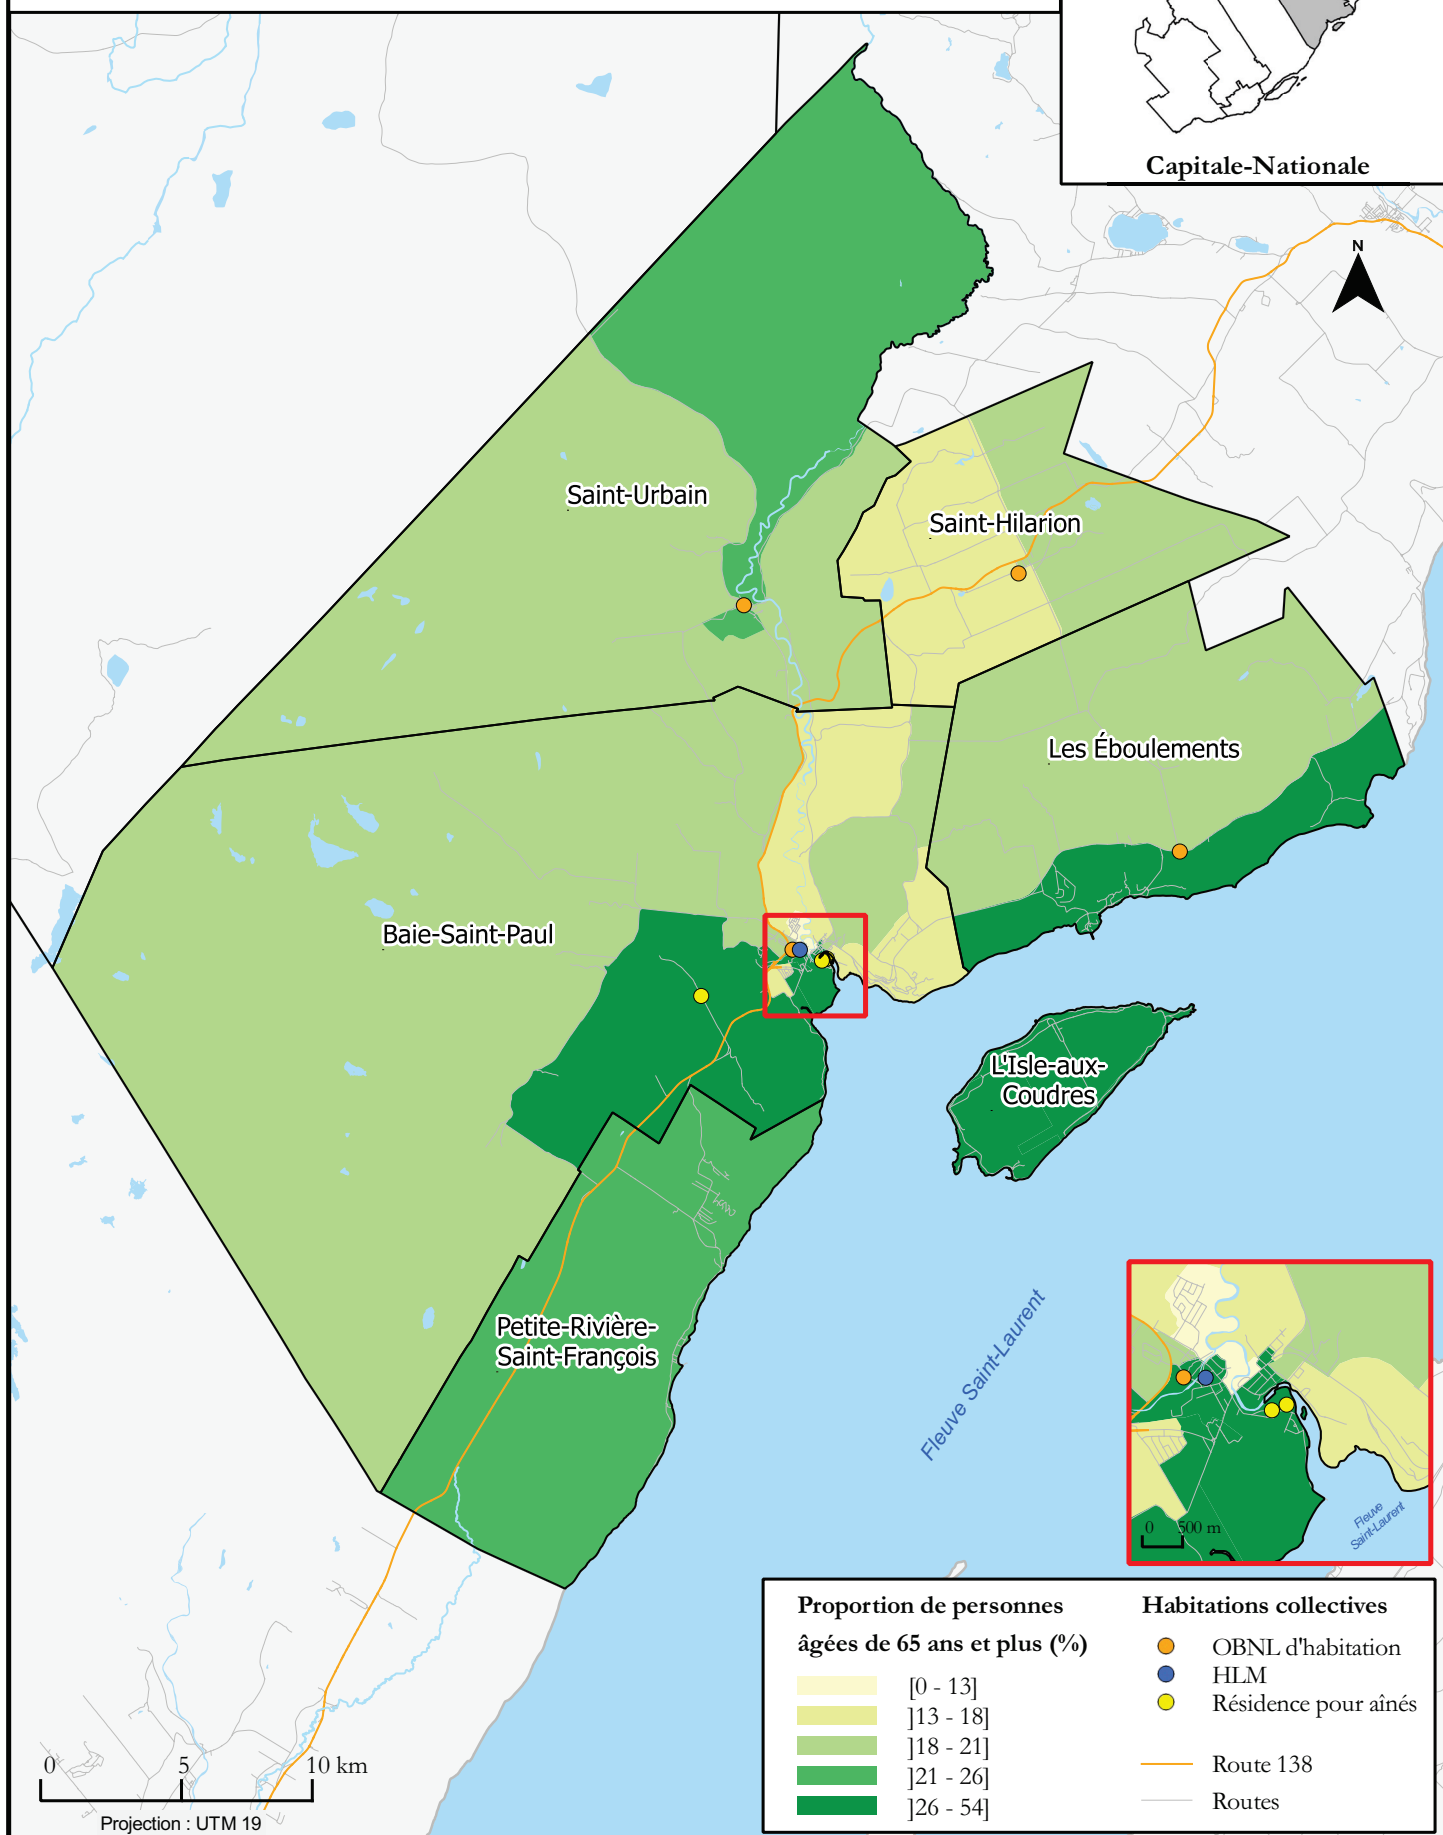 Capitale-Nationale
N
Saint-Urbain
Saint-Hilarion
Les Éboulements
Baie-Saint-Paul
L'Isle-aux-
Coudres
Petite-Rivière-
Saint-François
Fleuve Saint-Laurent
0 500 m
Fleuve
Saint-Laurent
Proportion de personnes
âgées de 65 ans et plus (%)
[0 - 13]
]13 - 18]
]18 - 21]
]21 - 26]
]26 - 54]
Habitations collectives
OBNL d'habitation
HLM
Résidence pour aînés
Route 138
Routes
0 5 10 km
Projection : UTM 19